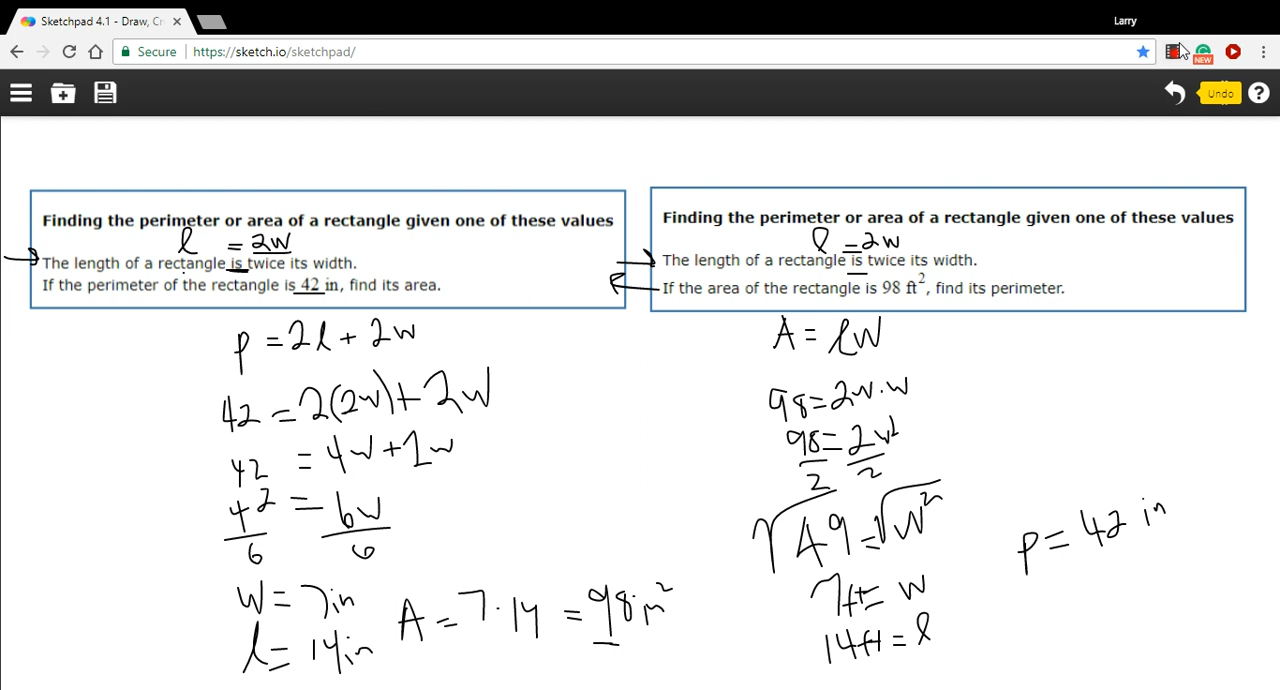 Sketchpad 4.1 - Draw, Cr
Larry
Secure
https://sketch.io/sketchpad/
NEW
Undo
?
Finding the perimeter or area of a rectangle given one of these values
l = 2W
The length of a rectangle is twice its width.
If the perimeter of the rectangle is 42 in, find its area.
P = 2l + 2w
42 = 2(2w) + 2w
42 = 4w + 2w
42/6 = 6w/6
W = 7in
l = 14in
A = 7·14 = 98in²
Finding the perimeter or area of a rectangle given one of these values
l = 2W
The length of a rectangle is twice its width.
If the area of the rectangle is 98 ft², find its perimeter.
A = lW
98 = 2w·w
98/2 = 2w²/2
√49 = √W²
7ft = W
14ft = l
P = 42 in